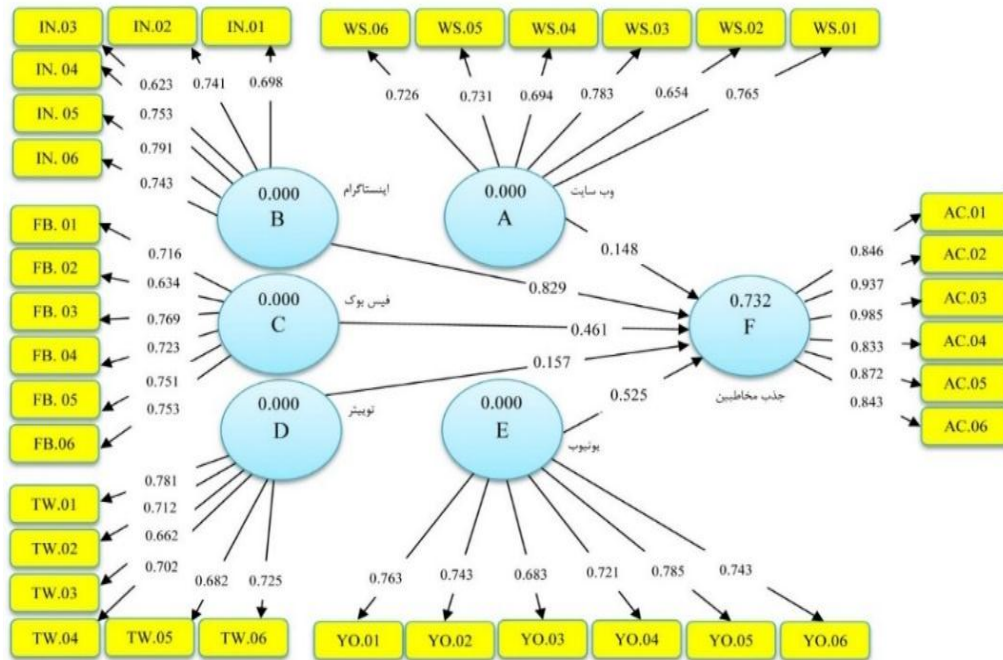 IN.03 IN.02 IN.01 WS.06 WS.05 WS.04 WS.03 WS.02 WS.01
IN. 04
IN. 05
IN. 06
0.623 0.741 0.698
0.753
0.791
0.743
0.726 0.731 0.694 0.783 0.654 0.765
0.000
B
اینستاگرام
0.000
A
وب سایت
FB. 01
FB. 02
FB. 03
FB. 04
FB. 05
FB.06
0.716
0.634
0.769
0.723
0.751
0.753
0.000
C
فیس بوک
0.148
0.829
0.461
0.157
0.525
0.732
F
جذب مخاطبین
0.846
0.937
0.985
0.833
0.872
0.843
AC.01
AC.02
AC.03
AC.04
AC.05
AC.06
0.000
D
توییتر
0.000
E
یوتیوب
TW.01
TW.02
TW.03
TW.04 TW.05 TW.06
0.781
0.712
0.662
0.702
0.682 0.725
0.763 0.743 0.683 0.721 0.785 0.743
YO.01 YO.02 YO.03 YO.04 YO.05 YO.06